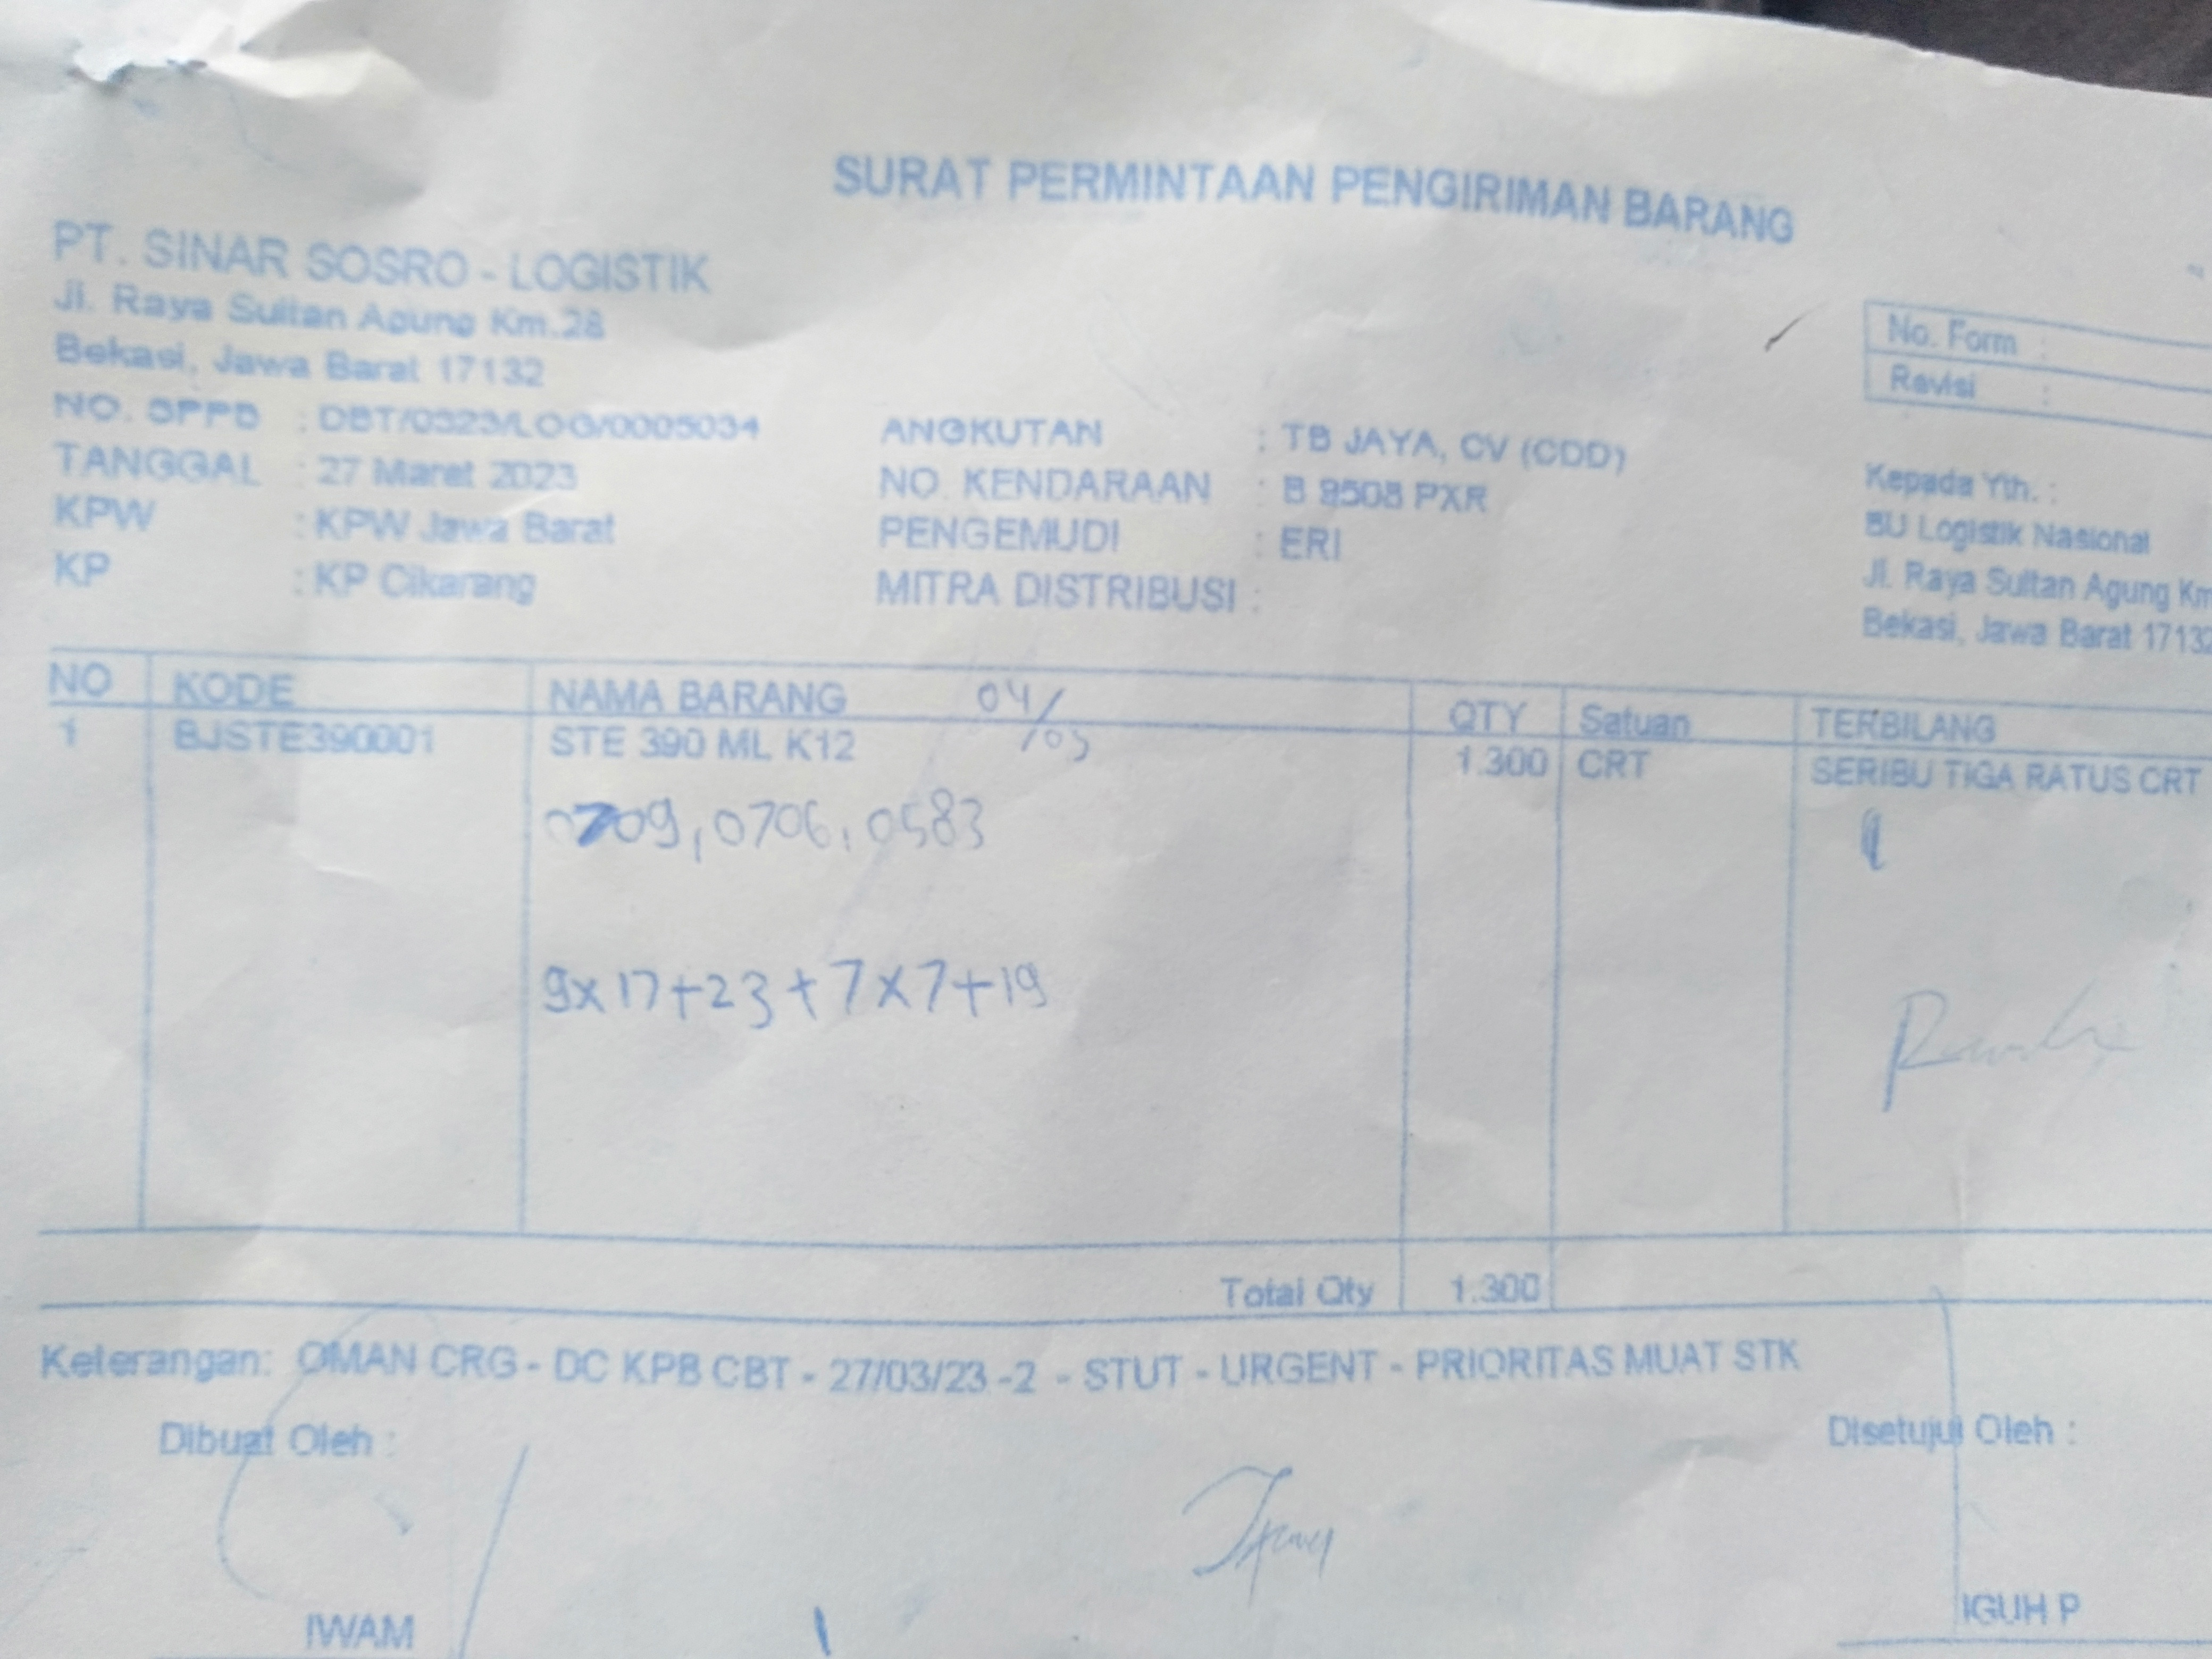 SURAT PERMINTAAN PENGIRIMAN BARANG
PT. SINAR SOSRO - LOGISTIK
Jl. Raya Sultan Agung Km.28
Bekasi, Jawa Barat 17132
No. Form :
Revisi :
NO. SPPB : DBT/0323/LOG/0005034
TANGGAL : 27 Maret 2023
KPW : KPW Jawa Barat
KP : KP Cikarang
ANGKUTAN : TB JAYA, CV (CDD)
NO. KENDARAAN : B 9508 PXR
PENGEMUDI : ERI
MITRA DISTRIBUSI :
Kepada Yth. :
BU Logistik Nasional
Jl. Raya Sultan Agung Km
Bekasi, Jawa Barat 17132
NO KODE NAMA BARANG 04/03 QTY Satuan TERBILANG
1 BJSTE390001 STE 390 ML K12 1.300 CRT SERIBU TIGA RATUS CRT
0709, 0706, 0583
9x17+23+7x7+19
Total Qty 1.300
Keterangan: OMAN CRG - DC KPB CBT - 27/03/23 -2 - STUT - URGENT - PRIORITAS MUAT STK
Dibuat Oleh : Disetujui Oleh :
IWAM IGUH P